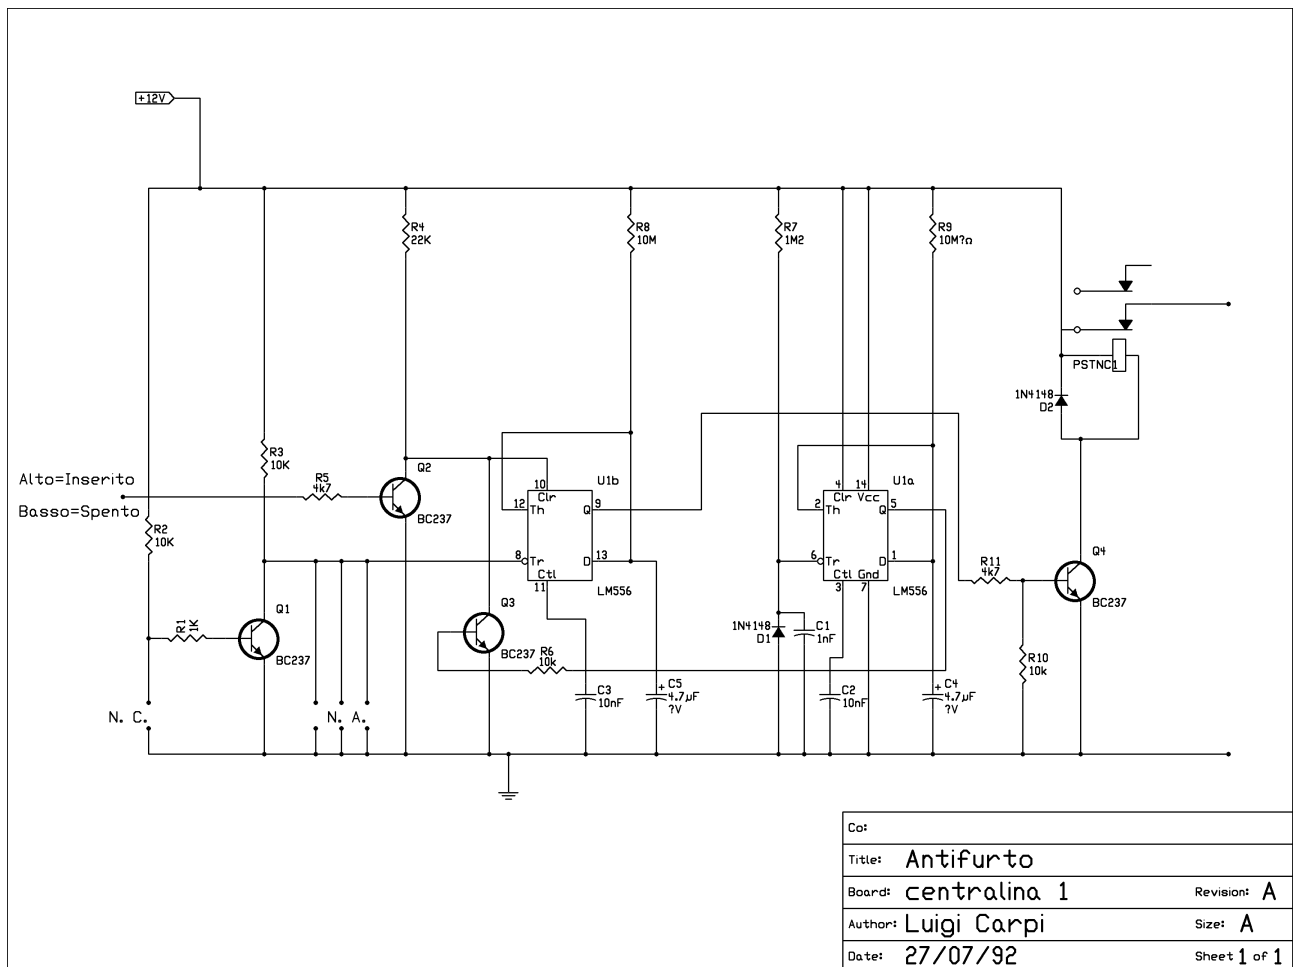 +12V
R4
22K
R8
10M
R7
1M2
R9
10M?Ω
PSTNC1
1N4148
D2
R3
10K
Alto=Inserito
Basso=Spento
R5
4k7
Q2
BC237
R2
10K
U1b
10
Clr
12 Th
Q 9
8 Tr
D 13
Ctl
11
LM556
U1a
4 14
Clr Vcc
2 Th
Q 5
6 Tr
D 1
Ctl Gnd
3 7
LM556
R11
4k7
Q4
BC237
Q1
BC237
R1
1K
Q3
BC237
R6
10k
1N4148
D1
C1
1nF
R10
10k
C3
10nF
+ C5
4.7µF
?V
C2
10nF
+ C4
4.7µF
?V
N. C.
N. A.
Co:
Title: Antifurto
Board: centralina 1 Revision: A
Author: Luigi Carpi Size: A
Date: 27/07/92 Sheet 1 of 1